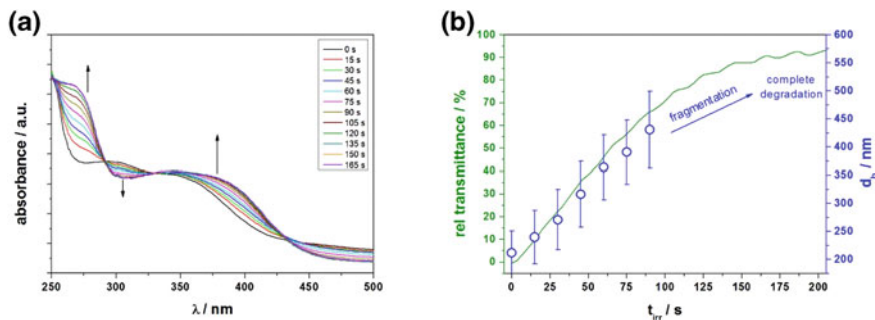 (a)
absorbance / a.u.
0 s
15 s
30 s
45 s
60 s
75 s
90 s
105 s
120 s
135 s
150 s
165 s
250 300 350 400 450 500
λ / nm
(b)
rel transmittance / %
100
90
80
70
60
50
40
30
20
10
0
fragmentation
complete
degradation
600
550
500
450
400
350
300
250
200
d_h / nm
0 25 50 75 100 125 150 175 200
t_irr / s